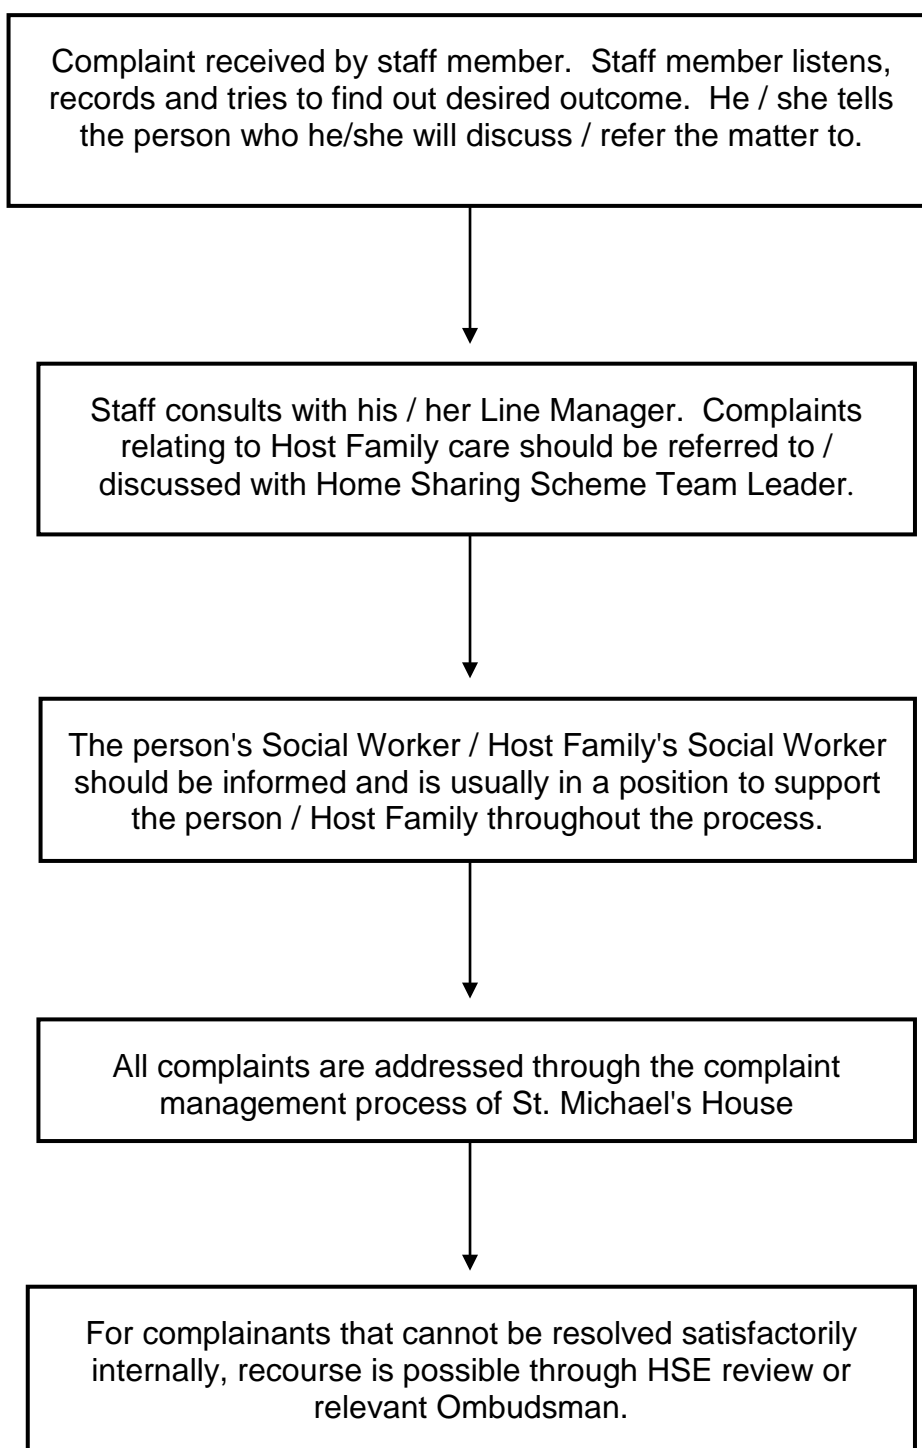 Complaint received by staff member.  Staff member listens,
records and tries to find out desired outcome.  He / she tells
the person who he/she will discuss / refer the matter to.
Staff consults with his / her Line Manager.  Complaints
relating to Host Family care should be referred to /
discussed with Home Sharing Scheme Team Leader.
The person's Social Worker / Host Family's Social Worker
should be informed and is usually in a position to support
the person / Host Family throughout the process.
All complaints are addressed through the complaint
management process of St. Michael's House
For complainants that cannot be resolved satisfactorily
internally, recourse is possible through HSE review or
relevant Ombudsman.